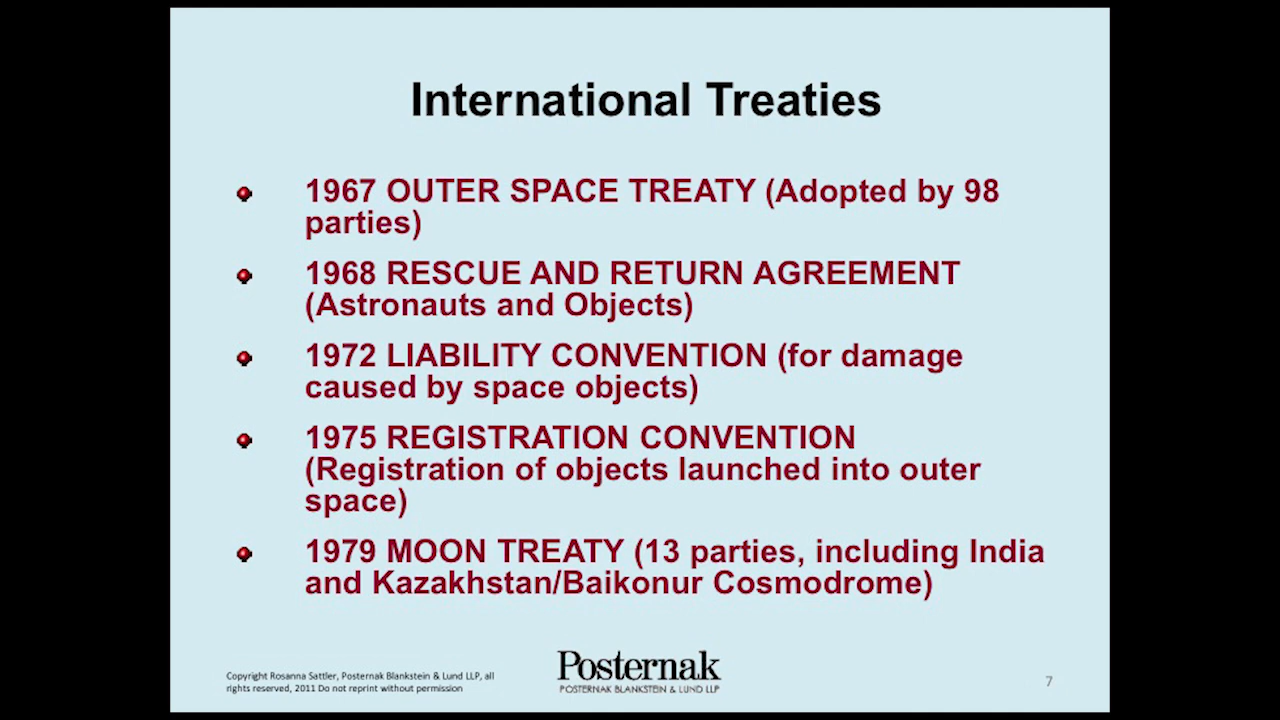 International Treaties
1967 OUTER SPACE TREATY (Adopted by 98
parties)
1968 RESCUE AND RETURN AGREEMENT
(Astronauts and Objects)
1972 LIABILITY CONVENTION (for damage
caused by space objects)
1975 REGISTRATION CONVENTION
(Registration of objects launched into outer
space)
1979 MOON TREATY (13 parties, including India
and Kazakhstan/Baikonur Cosmodrome)
Copyright Rosanna Sattler, Posternak Blankstein & Lund LLP, all
rights reserved, 2011 Do not reprint without permission
Posternak
POSTERNAK BLANKSTEIN & LUND LLP
7